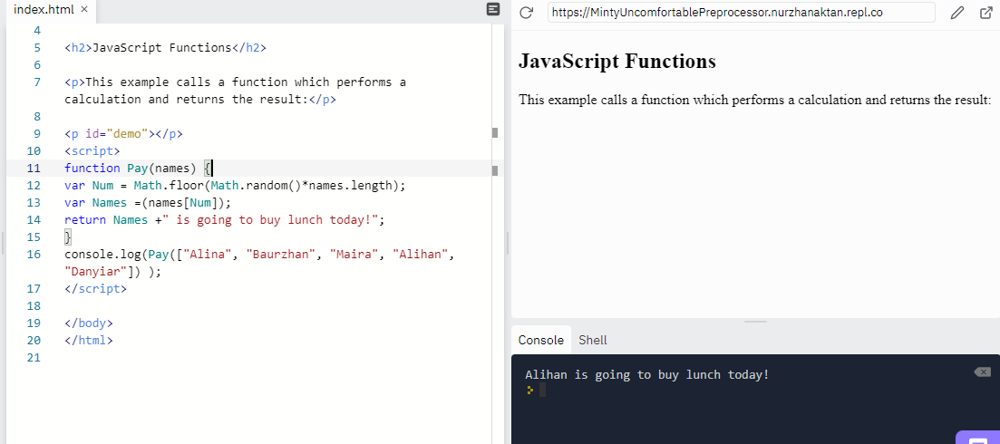 index.html ×
4
5 <h2>JavaScript Functions</h2>
6
7 <p>This example calls a function which performs a
calculation and returns the result:</p>
8
9 <p id="demo"></p>
10 <script>
11 function Pay(names) {
12 var Num = Math.floor(Math.random()*names.length);
13 var Names =(names[Num]);
14 return Names +" is going to buy lunch today!";
15 }
16 console.log(Pay(["Alina", "Baurzhan", "Maira", "Alihan",
"Danyiar"]) );
17 </script>
18
19 </body>
20 </html>
21
https://MintyUncomfortablePreprocessor.nurzhanaktan.repl.co
JavaScript Functions
This example calls a function which performs a calculation and returns the result:
Console Shell
Alihan is going to buy lunch today!
>